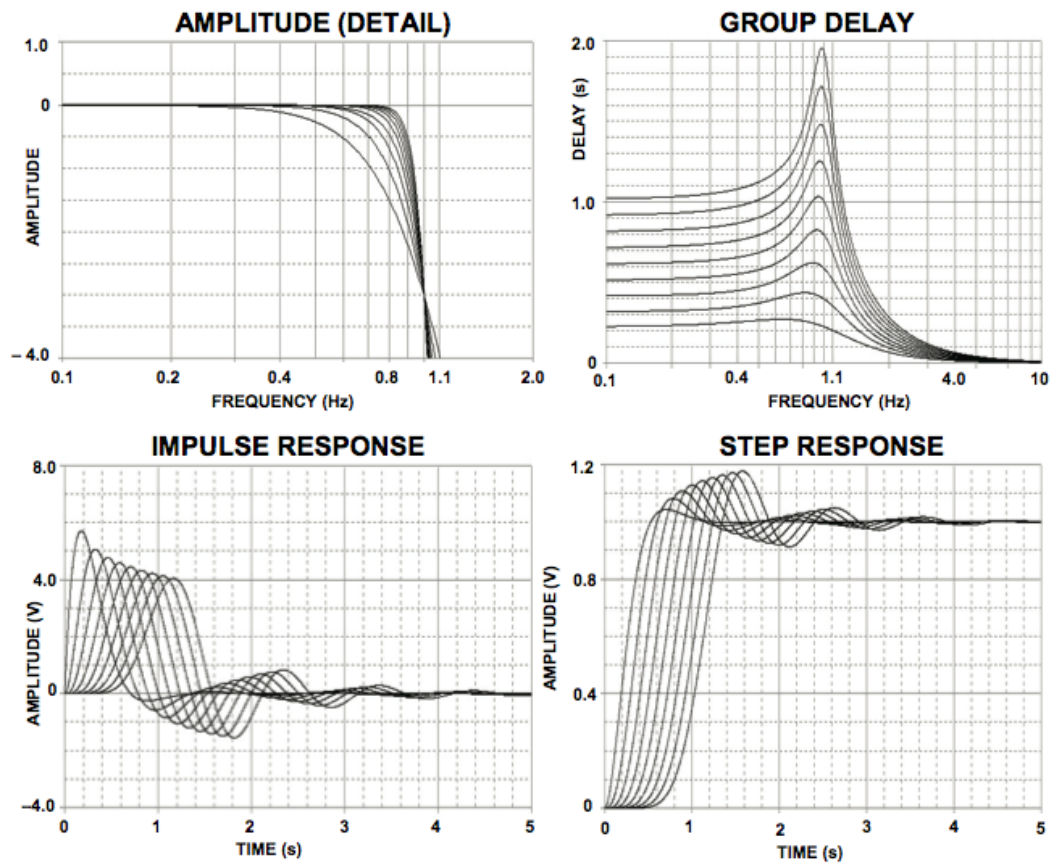 AMPLITUDE (DETAIL)
1.0
0
– 4.0
AMPLITUDE
0.1 0.2 0.4 0.8 1.1 2.0
FREQUENCY (Hz)
GROUP DELAY
2.0
1.0
0
DELAY (s)
0.1 0.4 1.1 4.0 10
FREQUENCY (Hz)
IMPULSE RESPONSE
8.0
4.0
0
–4.0
AMPLITUDE (V)
0 1 2 3 4 5
TIME (s)
STEP RESPONSE
1.2
0.8
0.4
0
AMPLITUDE (V)
0 1 2 3 4 5
TIME (s)